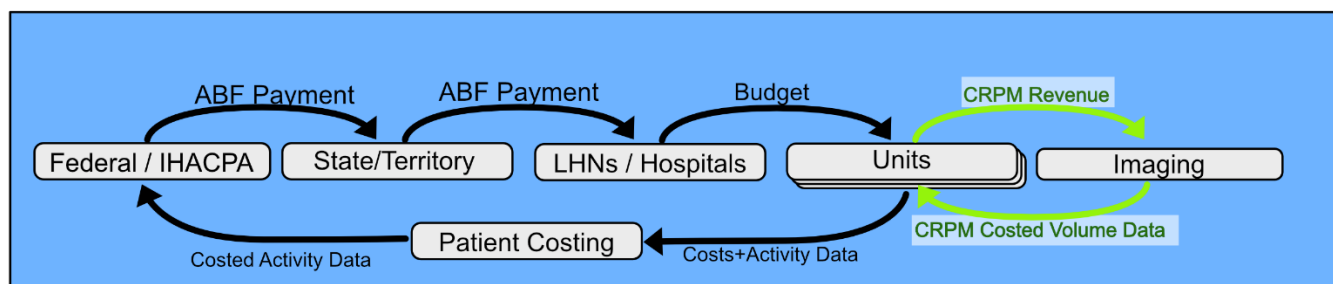 ABF Payment
ABF Payment
Budget
CRPM Revenue
Federal / IHACPA
State/Territory
LHNs / Hospitals
Units
Imaging
CRPM Costed Volume Data
Patient Costing
Costed Activity Data
Costs+Activity Data